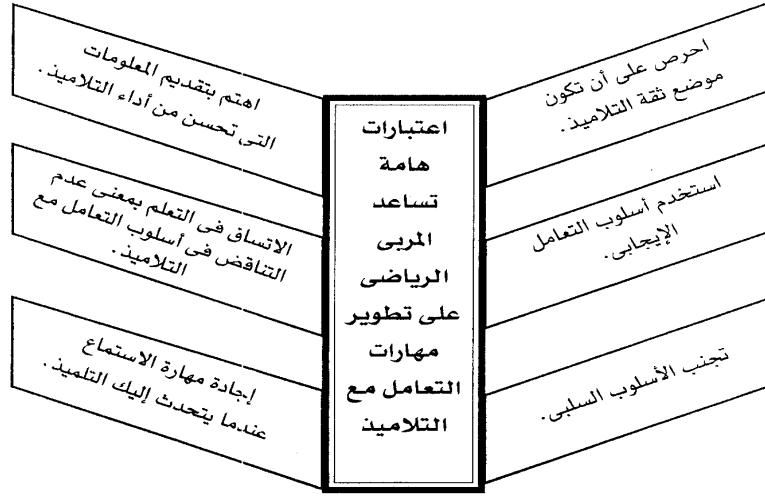 اعتبارات
هامة
تساعد
المربى
الرياضى
على تطوير
مهارات
التعامل مع
التلاميذ
احرص على أن تكون
موضع ثقة التلاميذ.
استخدم أسلوب التعامل
الإيجابى.
تجنب الأسلوب السلبى.
اهتم بتقديم المعلومات
التى تحسن من أداء التلاميذ.
الاتساق فى التعلم بمعنى عدم
التناقض فى أسلوب التعامل مع
التلاميذ.
إجادة مهارة الاستماع
عندما يتحدث إليك التلميذ.